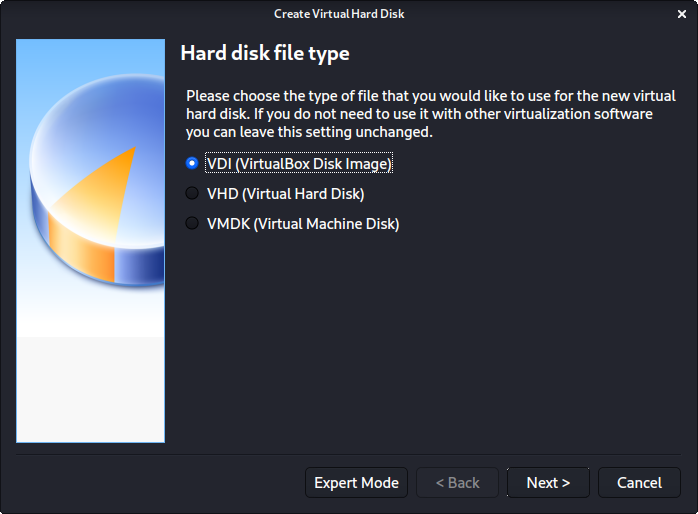 Create Virtual Hard Disk
Hard disk file type
Please choose the type of file that you would like to use for the new virtual
hard disk. If you do not need to use it with other virtualization software
you can leave this setting unchanged.
VDI (VirtualBox Disk Image)
VHD (Virtual Hard Disk)
VMDK (Virtual Machine Disk)
Expert Mode
< Back
Next >
Cancel